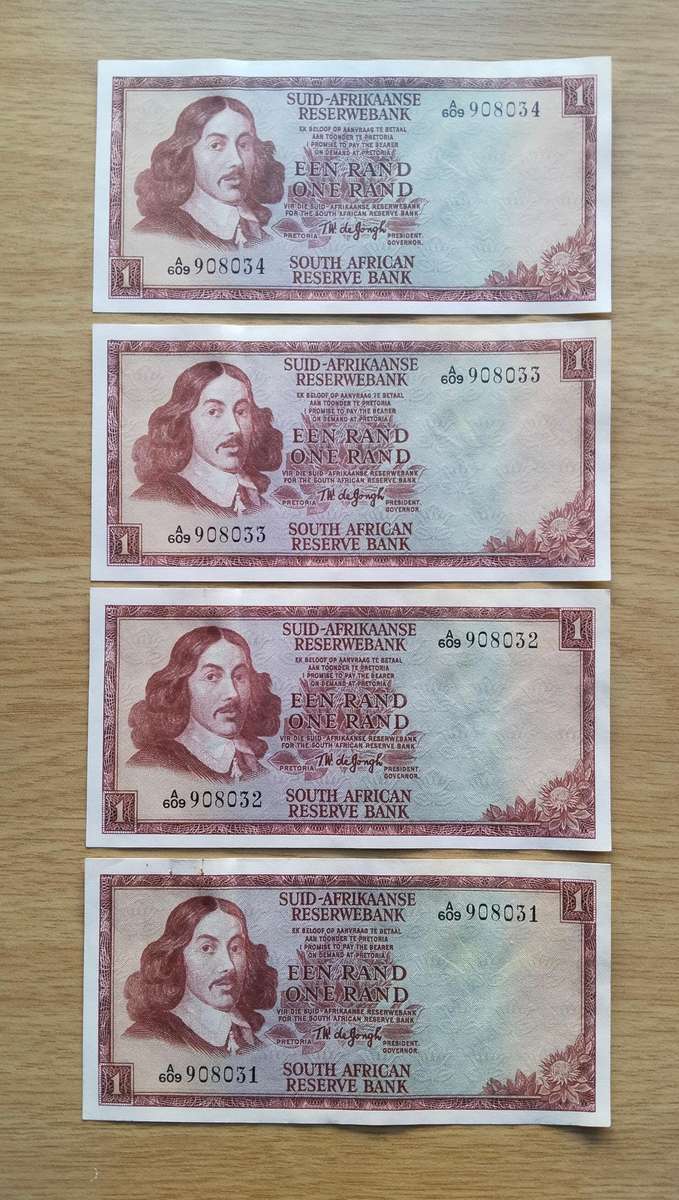 SUID-AFRIKAANSE
RESERWEBANK
A/609 908034
1
EK BELOOF OP AANVRAAG TE BETAAL
AAN TOONDER TE PRETORIA
I PROMISE TO PAY THE BEARER
ON DEMAND AT PRETORIA
EEN RAND
ONE RAND
VIR DIE SUID-AFRIKAANSE RESERWEBANK
FOR THE SOUTH AFRICAN RESERVE BANK
PRETORIA T.W. de Jongh PRESIDENT.
GOVERNOR.
1
A/609 908034
SOUTH AFRICAN
RESERVE BANK
SUID-AFRIKAANSE
RESERWEBANK
A/609 908033
1
EK BELOOF OP AANVRAAG TE BETAAL
AAN TOONDER TE PRETORIA
I PROMISE TO PAY THE BEARER
ON DEMAND AT PRETORIA
EEN RAND
ONE RAND
VIR DIE SUID-AFRIKAANSE RESERWEBANK
FOR THE SOUTH AFRICAN RESERVE BANK
PRETORIA T.W. de Jongh PRESIDENT.
GOVERNOR.
1
A/609 908033
SOUTH AFRICAN
RESERVE BANK
SUID-AFRIKAANSE
RESERWEBANK
A/609 908032
1
EK BELOOF OP AANVRAAG TE BETAAL
AAN TOONDER TE PRETORIA
I PROMISE TO PAY THE BEARER
ON DEMAND AT PRETORIA
EEN RAND
ONE RAND
VIR DIE SUID-AFRIKAANSE RESERWEBANK
FOR THE SOUTH AFRICAN RESERVE BANK
PRETORIA T.W. de Jongh PRESIDENT.
GOVERNOR.
1
A/609 908032
SOUTH AFRICAN
RESERVE BANK
SUID-AFRIKAANSE
RESERWEBANK
A/609 908031
1
EK BELOOF OP AANVRAAG TE BETAAL
AAN TOONDER TE PRETORIA
I PROMISE TO PAY THE BEARER
ON DEMAND AT PRETORIA
EEN RAND
ONE RAND
VIR DIE SUID-AFRIKAANSE RESERWEBANK
FOR THE SOUTH AFRICAN RESERVE BANK
PRETORIA T.W. de Jongh PRESIDENT.
GOVERNOR.
1
A/609 908031
SOUTH AFRICAN
RESERVE BANK